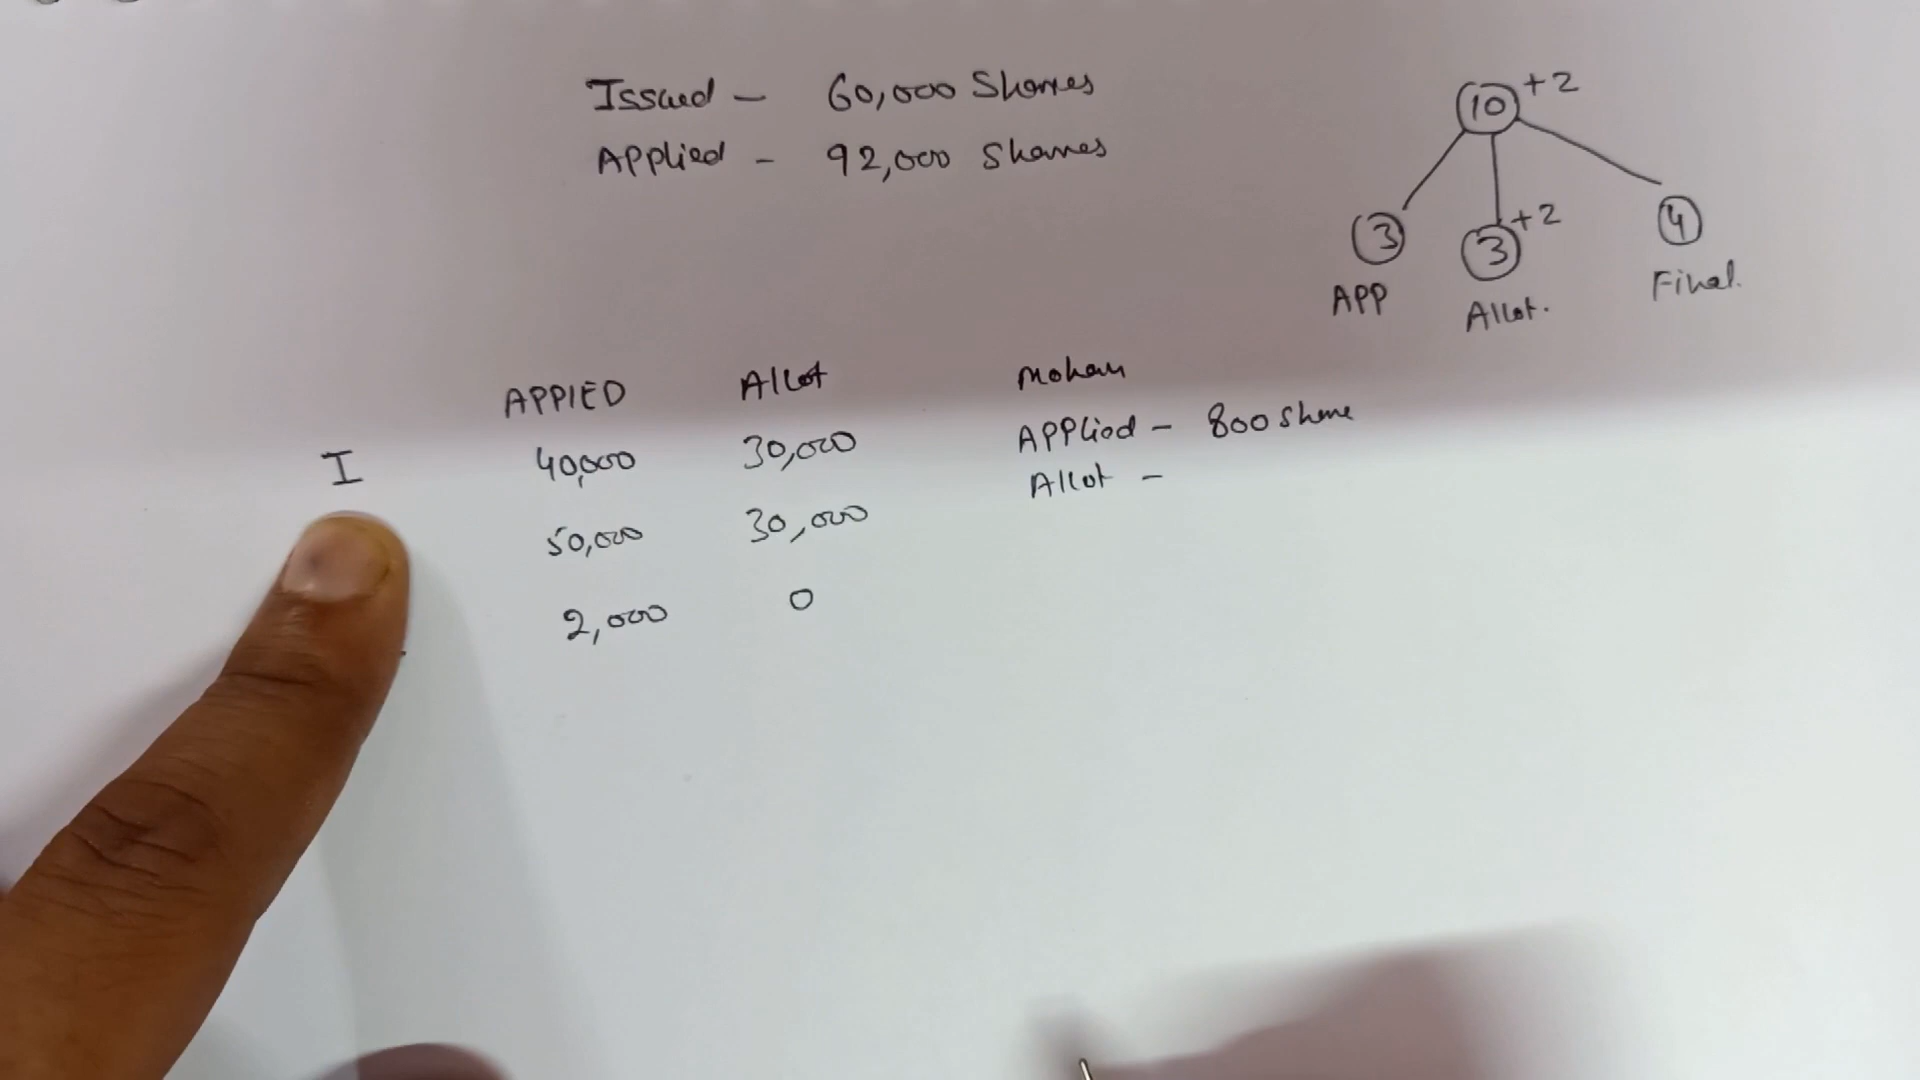 Issued - 60,000 Shares
Applied - 92,000 Shares
10 +2
3 3 +2 4
APP Allot. Final.
APPIED Allot Mohan
I 40,000 30,000 Applied - 800 Share
Allot -
50,000 30,000
2,000 0